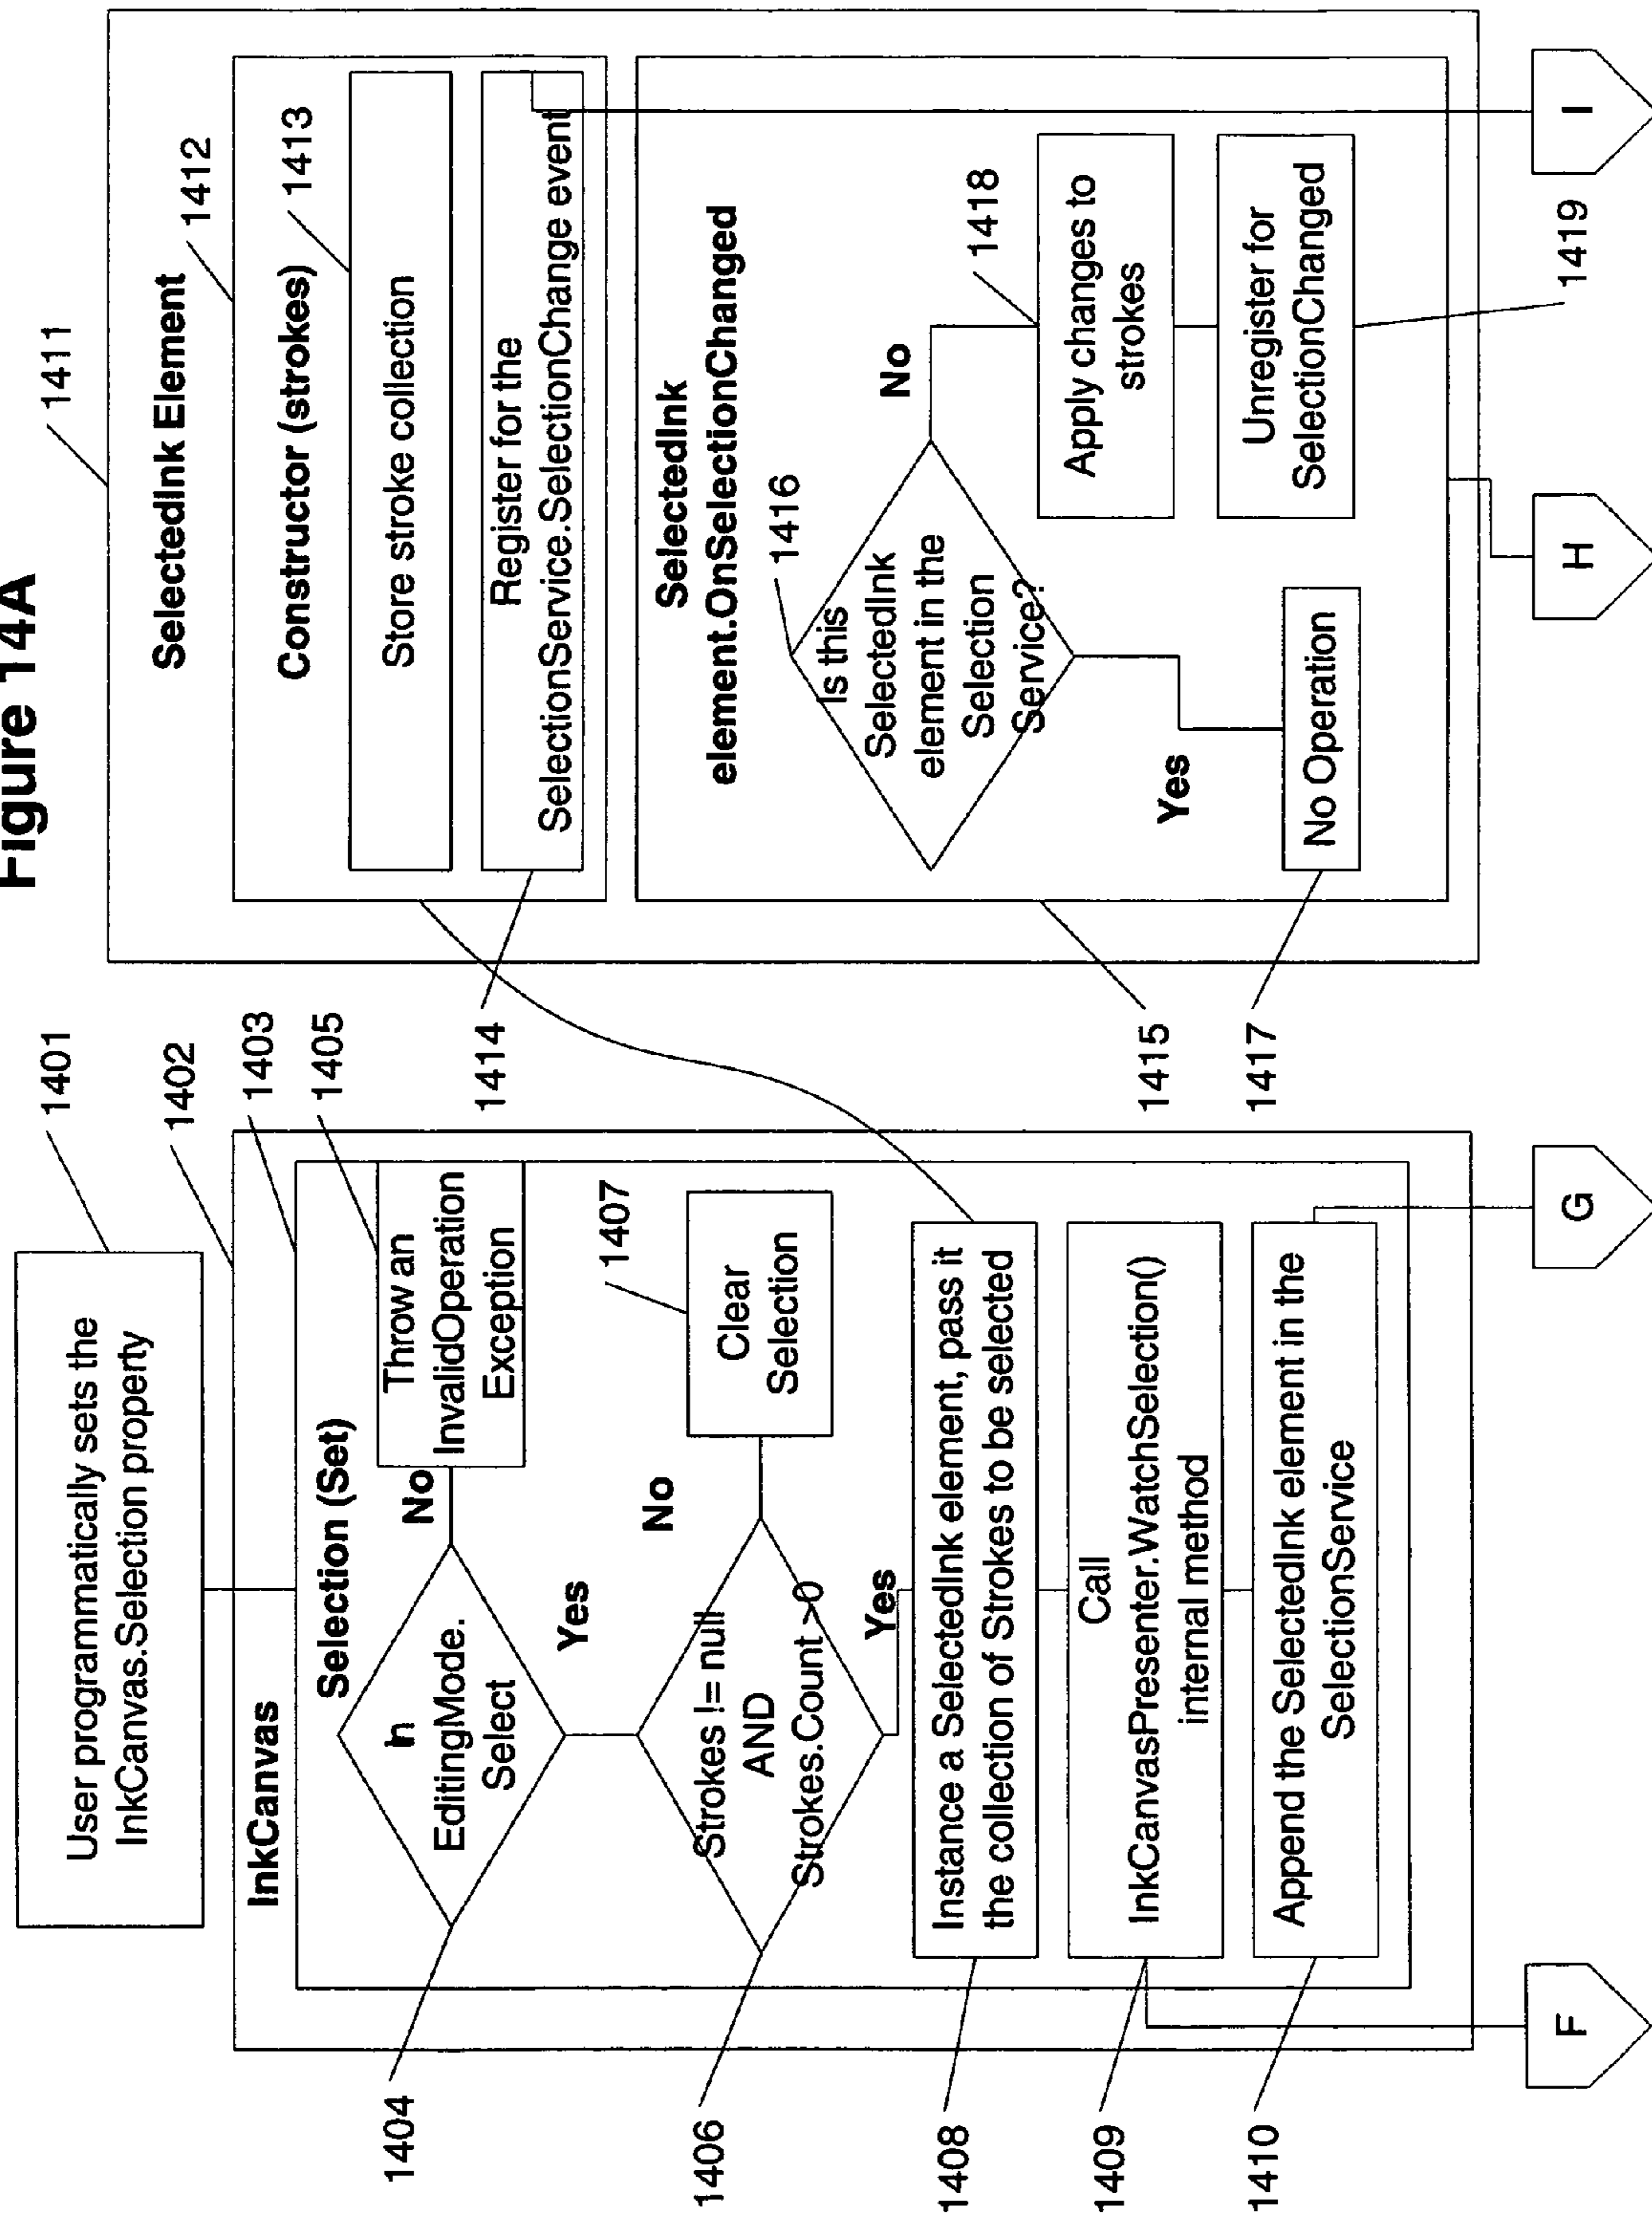 Figure 14A
1401
User programmatically sets the
InkCanvas.Selection property
1402
InkCanvas
1403
Selection (Set)
1404
In
EditingMode.
Select
No
1405
Throw an
InvalidOperation
Exception
Yes
1406
Strokes != null
AND
Strokes.Count >0
No
1407
Clear
Selection
Yes
1408
Instance a SelectedInk element, pass it
the collection of Strokes to be selected
1409
Call
InkCanvasPresenter.WatchSelection()
internal method
1410
Append the SelectedInk element in the
SelectionService
F
G
1411
SelectedInk Element
1412
Constructor (strokes)
1413
Store stroke collection
1414
Register for the
SelectionService.SelectionChange event
1415
SelectedInk
element.OnSelectionChanged
1416
Is this
SelectedInk
element in the
Selection
Service?
No
1418
Apply changes to
strokes
Unregister for
SelectionChanged
1419
Yes
1417
No Operation
H
I